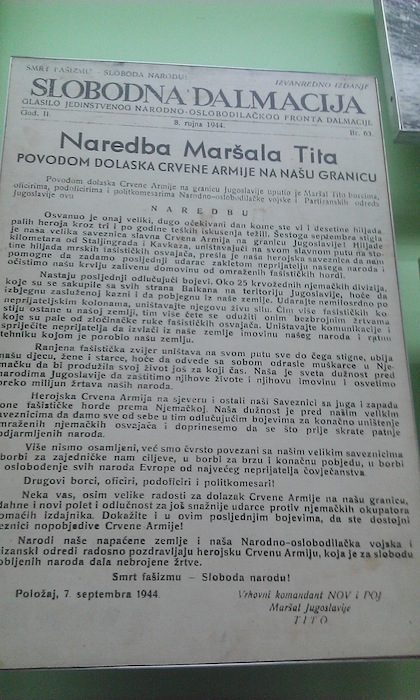 SMRT FAŠIZMU - SLOBODA NARODU!
IZVANREDNO IZDANJE
SLOBODNA DALMACIJA
GLASILO JEDINSTVENOG NARODNO-OSLOBODILAČKOG FRONTA DALMACIJE
God. II.
8. rujna 1944.
Br. 63.
Naredba Maršala Tita
POVODOM DOLASKA CRVENE ARMIJE NA NAŠU GRANICU
Povodom dolaska Crvene Armije na granicu Jugoslavije uputio je Maršal Tito borcima,
oficirima, podoficirima i politkomesarima Narodno-oslobodilačke vojske i Partizanskih odreda
Jugoslavije ovu
NAREDBU
Osvanuo je onaj veliki, dugo očekivani dan kome ste vi i desetine hiljada
palih heroja kroz tri i po godine teških iskušenja težili. Šestoga septembra stigla
je naša velika saveznica slavna Crvena Armija na granicu Jugoslavije! Hiljade
kilometara od Staljingrada i Kavkaza, uništavajući na svom slavnom putu na sto-
tine hiljada mrskih fašističkih osvajača, prešla je naša herojska saveznica da nam
pomogne da zadamo posljednji udarac zakletom neprijatelju našega naroda i
očistimo našu krvlju zalivenu domovinu od omraženih fašističkih hordi.
Nastaju posljednji odlučujući bojevi. Oko 25 krvožednih njemačkih divizija,
koje su se sakupile sa svih strana Balkana na teritoriju Jugoslavije, hoće da
izbjegnu zasluženoj kazni i da pobjegnu iz naše zemlje. Udarajte nemilosrdno po
neprijateljskim kolonama, uništavajte njegovu živu silu. Čim više fašističkih ko-
stiju ostane u našoj zemlji, tim više ćete se odužiti onim bezbrojnim žrtvama
koje su pale od zločinačke ruke fašističkih osvajača. Uništavajte komunikacije i
spriječite neprijatelja da izvlači iz naše zemlje imovinu našeg naroda i ratnu
tehniku kojom je porobio našu zemlju.
Ranjena fašistička zvijer uništava na svom putu sve do čega stigne, ubija
našu djecu, žene i starce, hoće da odvede sa sobom odrasle muškarce u Nje-
mačku da bi produžila svoj život još za koji čas. Naša je sveta dužnost pred
narodima Jugoslavije da zaštitimo njihove živote i njihovu imovinu i osvetimo
preko milijun žrtava naših naroda.
Herojska Crvena Armija na sjeveru i ostali naši Saveznici sa juga i zapada
gone fašističke horde prema Njemačkoj. Naša dužnost je pred našim velikim
saveznicima da damo sve od sebe u tim odlučujućim bojevima za konačno uništenje
omraženih njemačkih osvajača i doprinesemo da se što prije skrate patnje
podjarmljenih naroda.
Više nismo osamljeni, već smo čvrsto povezani sa našim velikim saveznicima
borbi za zajedničke nam ciljeve, u borbi za brzu i konačnu pobjedu, u borbi
oslobođenje svih naroda Evrope od najvećeg neprijatelja čovječanstva.
Drugovi borci, oficiri, podoficiri i politkomesari!
Neka vas, osim velike radosti za dolazak Crvene Armije na našu granicu,
dahne i novi polet i odlučnost za još snažnije udarce protiv njemačkih okupatora
domaćih izdajnika. Dokažite i u ovim posljednjim bojevima, da ste dostojni
veznici nopobjedive Crvene Armije!
Narodi naše napaćene zemlje i naša Narodno-oslobodilačka vojska i
tizanski odredi radosno pozdravljaju herojsku Crvenu Armiju, koja je za slobodu
obljenih naroda dala nebrojene žrtve.
Smrt fašizmu - Sloboda narodu!
Položaj, 7. septembra 1944.
Vrhovni komandant NOV i POJ
Maršal Jugoslavije
TITO